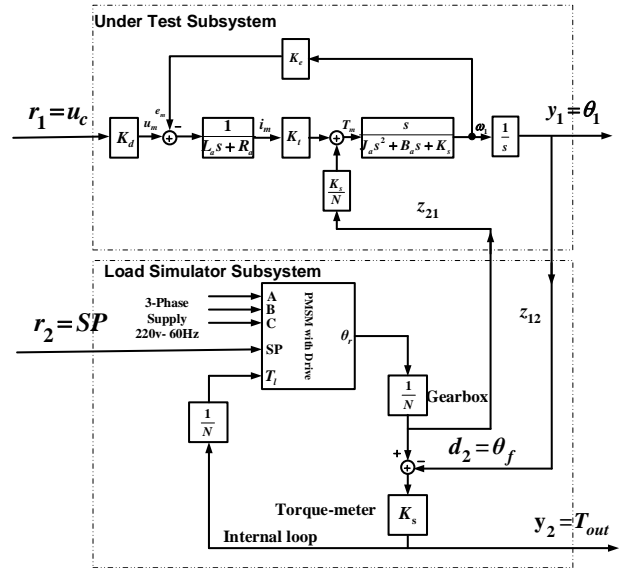 Under Test Subsystem
K_e
r_1 = u_c
K_d
u_m
e_m
−
+
1
L_a s + R_a
i_m
K_t
+
T_m
s
J_a s^2 + B_a s + K_s
ω_1
1
s
y_1 = θ_1
K_s
N
z_21
Load Simulator Subsystem
3-Phase
Supply
220v- 60Hz
A
B
C
SP
T_l
PMSM with Drive
θ_r
r_2 = SP
z_12
1
N
Gearbox
1
N
+
−
+
d_2 = θ_f
Torque-meter
K_s
Internal loop
y_2 = T_out